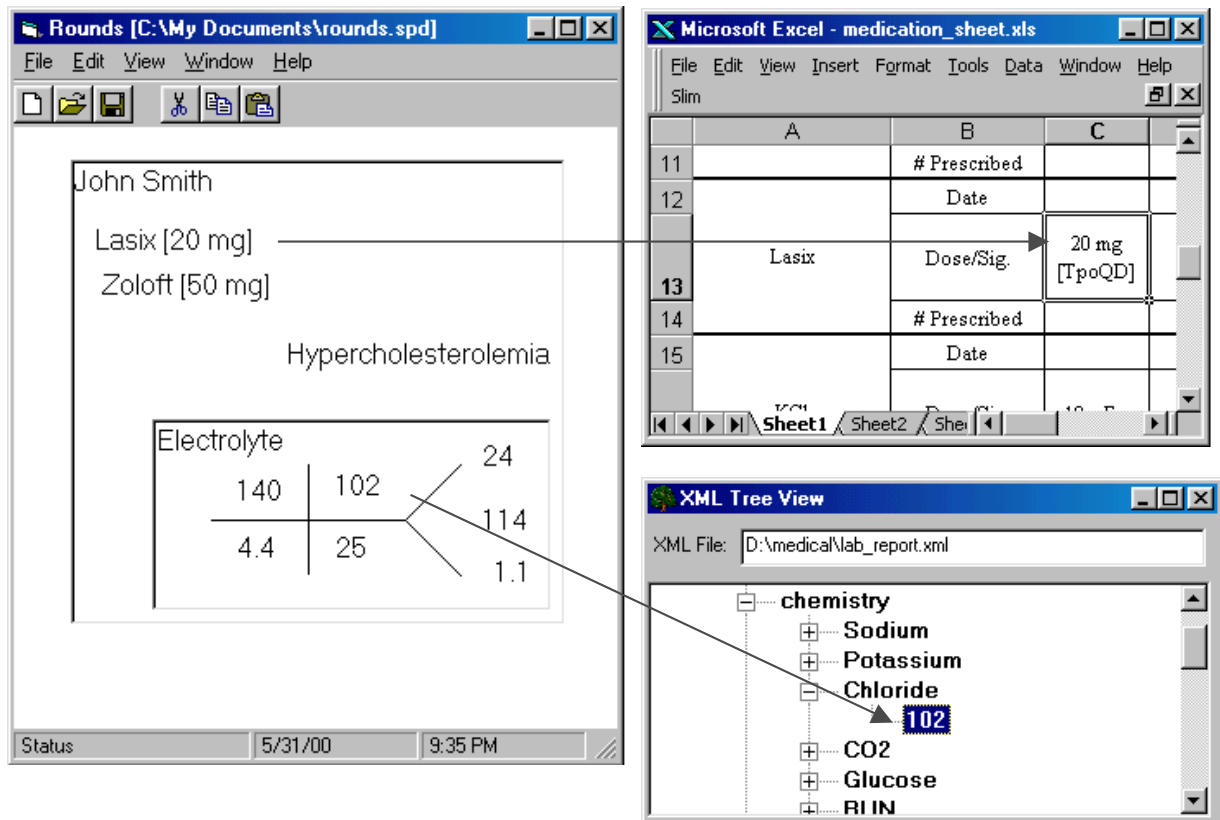 Rounds [C:\My Documents\rounds.spd]
File Edit View Window Help
John Smith
Lasix [20 mg]
Zoloft [50 mg]
Hypercholesterolemia
Electrolyte
140 102 24
114
4.4 25 1.1
Status 5/31/00 9:35 PM
Microsoft Excel - medication_sheet.xls
File Edit View Insert Format Tools Data Window Help
Slim
A B C
11 # Prescribed
12 Date
13 Lasix Dose/Sig. 20 mg
[TpoQD]
14 # Prescribed
15 Date
Sheet1 Sheet2
XML Tree View
XML File: D:\medical\lab_report.xml
chemistry
Sodium
Potassium
Chloride
102
CO2
Glucose
BUN